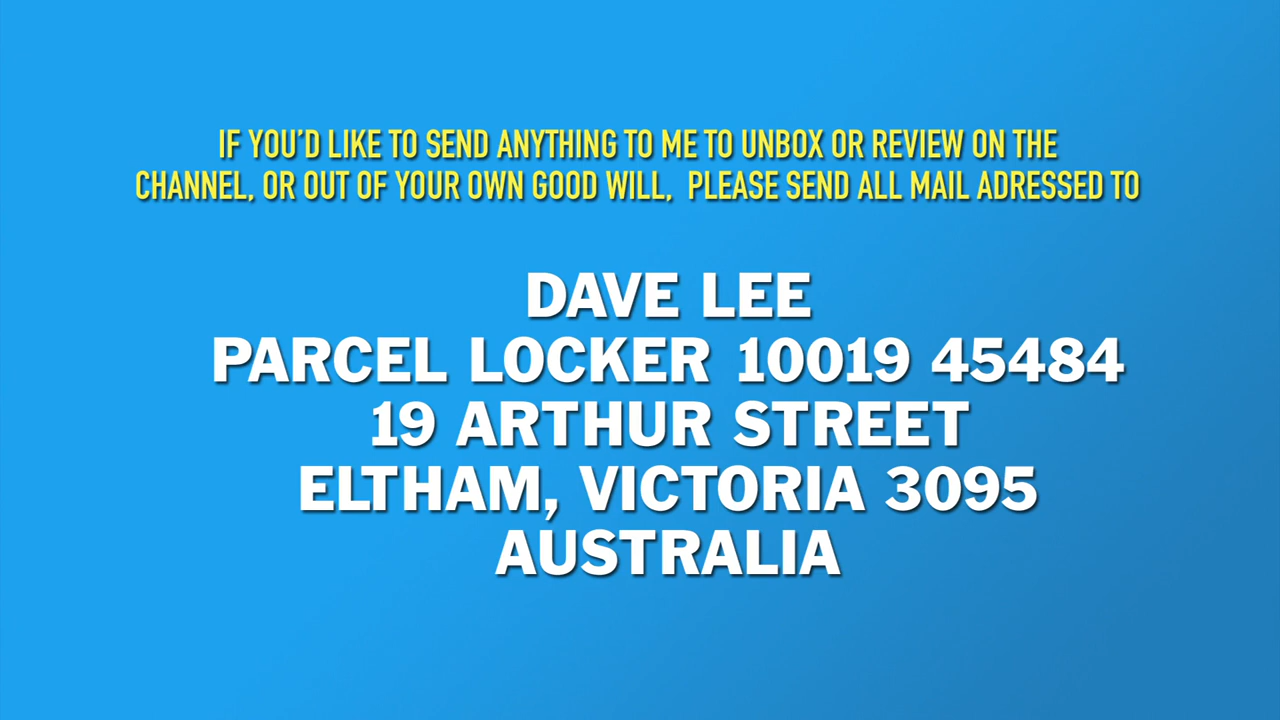 IF YOU'D LIKE TO SEND ANYTHING TO ME TO UNBOX OR REVIEW ON THE
CHANNEL, OR OUT OF YOUR OWN GOOD WILL, PLEASE SEND ALL MAIL ADRESSED TO
DAVE LEE
PARCEL LOCKER 10019 45484
19 ARTHUR STREET
ELTHAM, VICTORIA 3095
AUSTRALIA